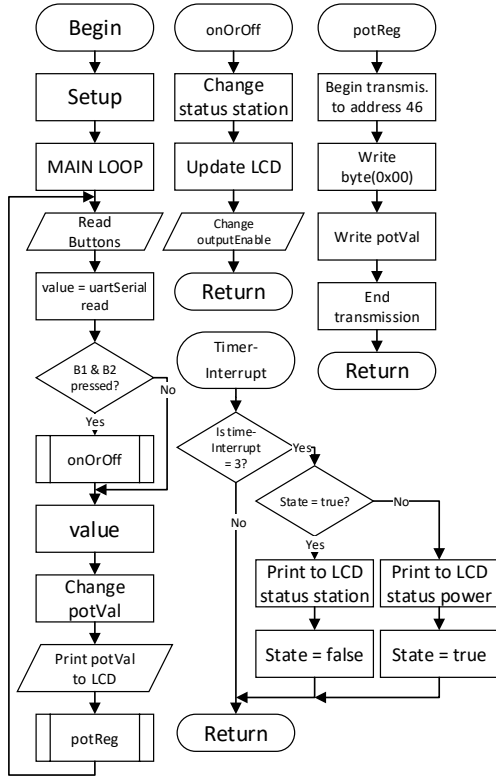 Begin
Setup
MAIN LOOP
Read
Buttons
value = uartSerial
read
B1 & B2
pressed?
No
Yes
onOrOff
value
Change
potVal
Print potVal
to LCD
potReg
onOrOff
Change
status station
Update LCD
Change
outputEnable
Return
potReg
Begin transmis.
to address 46
Write
byte(0x00)
Write potVal
End
transmission
Return
Timer-
Interrupt
Is time-
Interrupt
= 3?
Yes
No
State = true?
No
Yes
Print to LCD
status station
State = false
Print to LCD
status power
State = true
Return